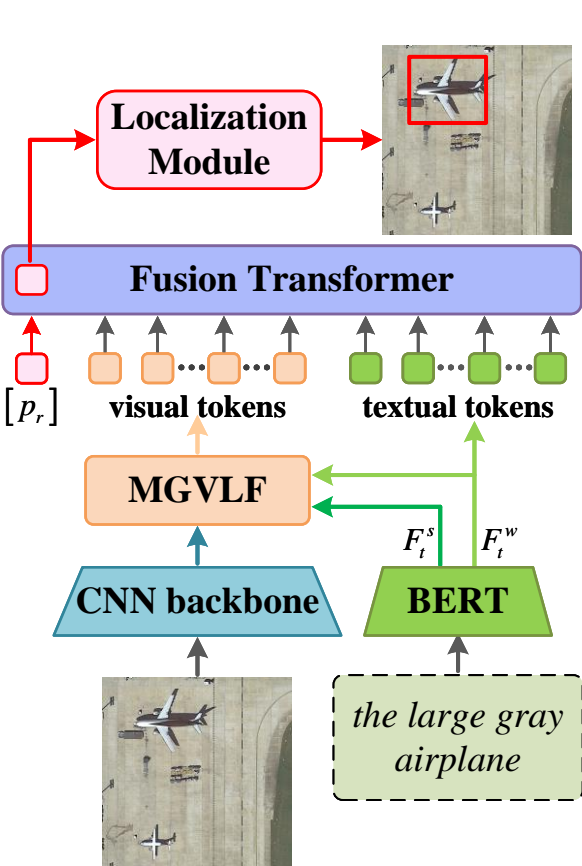 Localization
Module
Fusion Transformer
[p_r]
visual tokens
textual tokens
MGVLF
F_t^s
F_t^w
CNN backbone
BERT
the large gray
airplane